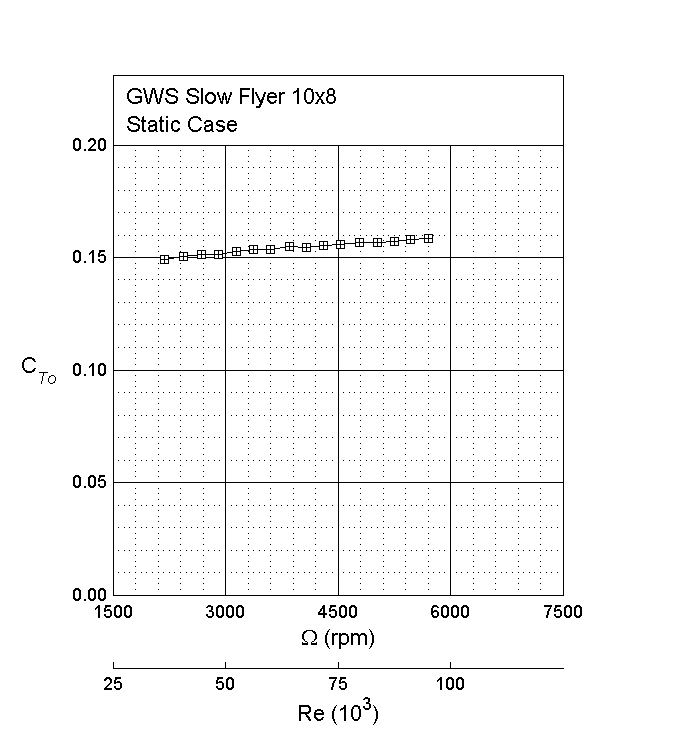 GWS Slow Flyer 10x8
Static Case
0.20
0.15
C_To
0.10
0.05
0.00
1500 3000 4500 6000 7500
Ω (rpm)
25 50 75 100
Re (10³)